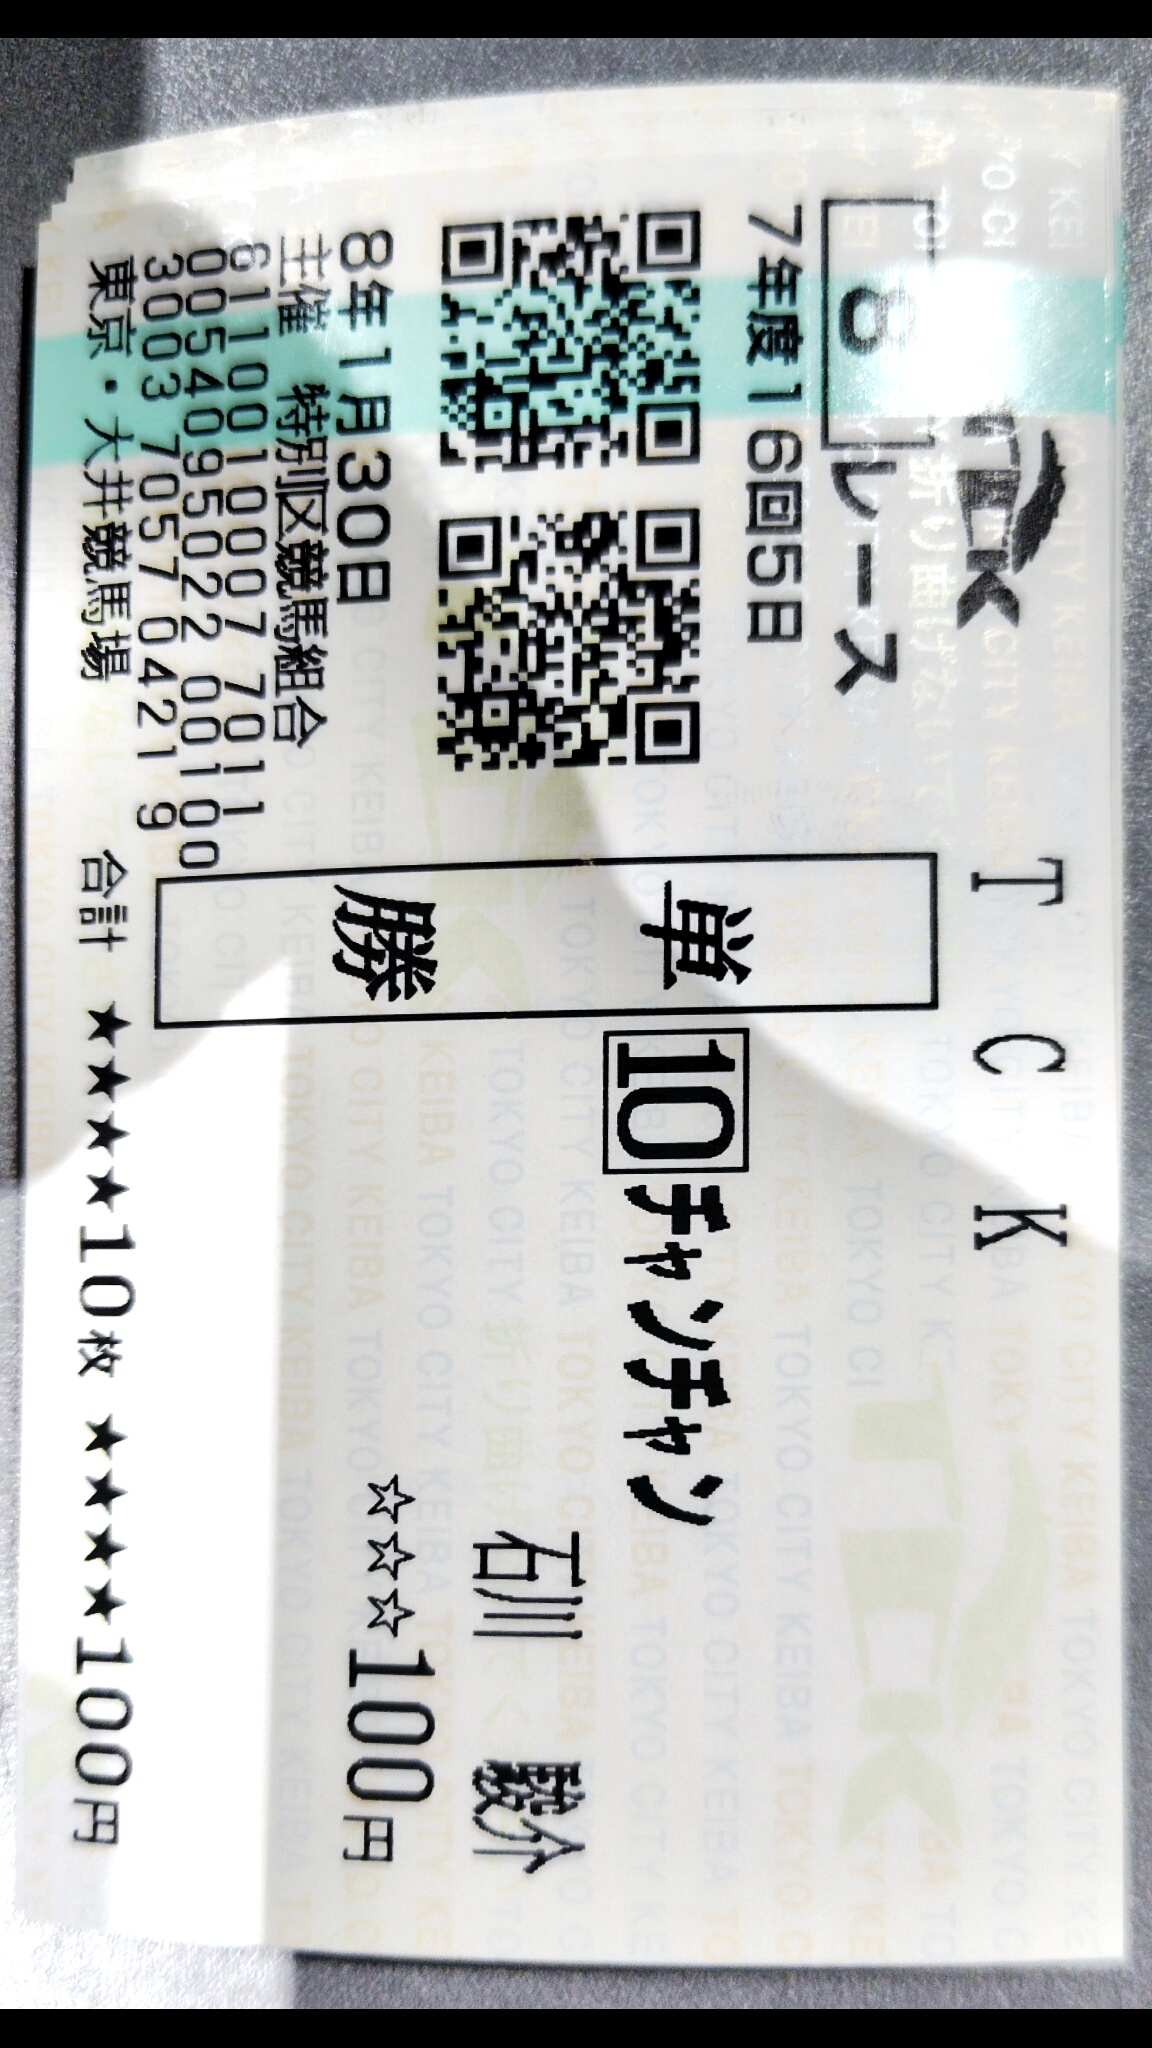 TCK
8レース
7年度16回5日
8年1月30日
主催 特別区競馬組合
6110010007 7011
0054095022 00100
3003 7057 0421 9
東京・大井競馬場
T C K
単勝
10 チャンチャン
石川 駿介
☆☆☆100円
合計 ★★★★10枚 ★★★★100円